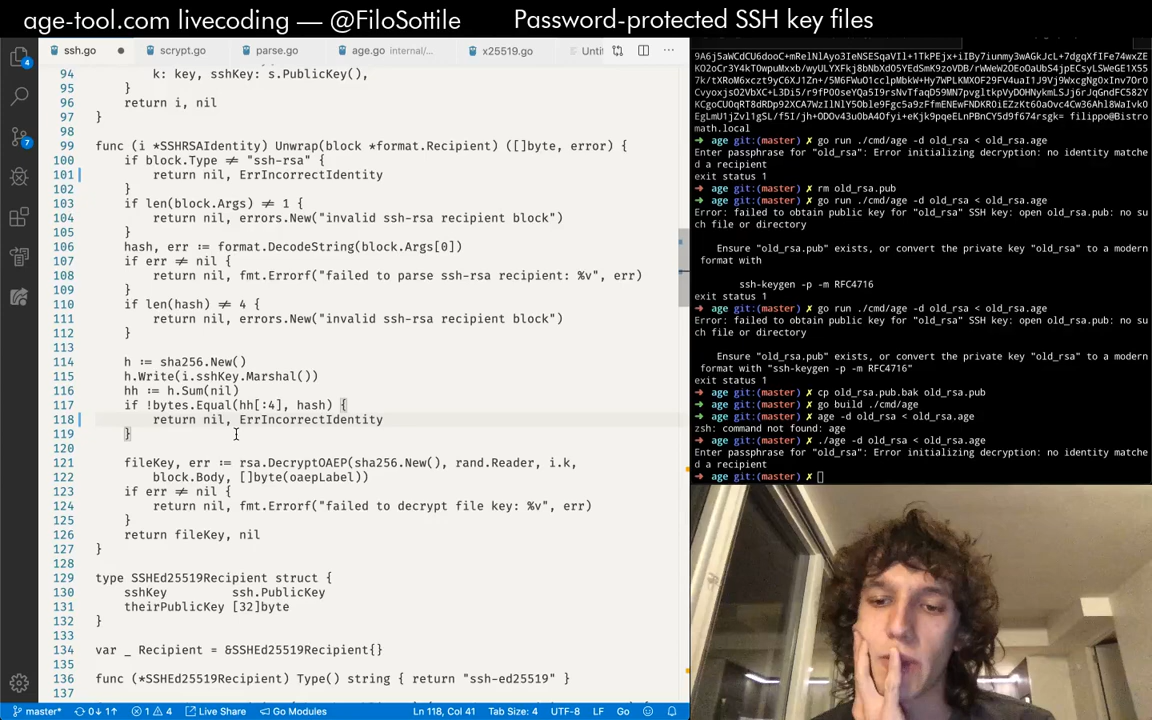 age-tool.com livecoding — @FiloSottile
Password-protected SSH key files
ssh.go
scrypt.go
parse.go
age.go internal/...
x25519.go
Unti
94 k: key, sshKey: s.PublicKey(),
95 }
96 return i, nil
97 }
98
99 func (i *SSHRSAIdentity) Unwrap(block *format.Recipient) ([]byte, error) {
100 if block.Type ≠ "ssh-rsa" {
101 return nil, ErrIncorrectIdentity
102 }
103 if len(block.Args) ≠ 1 {
104 return nil, errors.New("invalid ssh-rsa recipient block")
105 }
106 hash, err := format.DecodeString(block.Args[0])
107 if err ≠ nil {
108 return nil, fmt.Errorf("failed to parse ssh-rsa recipient: %v", err)
109 }
110 if len(hash) ≠ 4 {
111 return nil, errors.New("invalid ssh-rsa recipient block")
112 }
113
114 h := sha256.New()
115 h.Write(i.sshKey.Marshal())
116 hh := h.Sum(nil)
117 if !bytes.Equal(hh[:4], hash) {
118 return nil, ErrIncorrectIdentity
119 }
120
121 fileKey, err := rsa.DecryptOAEP(sha256.New(), rand.Reader, i.k,
122 block.Body, []byte(oaepLabel))
123 if err ≠ nil {
124 return nil, fmt.Errorf("failed to decrypt file key: %v", err)
125 }
126 return fileKey, nil
127 }
128
129 type SSHEd25519Recipient struct {
130 sshKey ssh.PublicKey
131 theirPublicKey [32]byte
132 }
133
134 var _ Recipient = &SSHEd25519Recipient{}
135
136 func (*SSHEd25519Recipient) Type() string { return "ssh-ed25519" }
137
math.local
➜ age git:(master) ✗ go run ./cmd/age -d old_rsa < old_rsa.age
Enter passphrase for "old_rsa": Error initializing decryption: no identity matche
d a recipient
exit status 1
➜ age git:(master) ✗ rm old_rsa.pub
➜ age git:(master) ✗ go run ./cmd/age -d old_rsa < old_rsa.age
Error: failed to obtain public key for "old_rsa" SSH key: open old_rsa.pub: no su
ch file or directory
Ensure "old_rsa.pub" exists, or convert the private key "old_rsa" to a modern
format with
ssh-keygen -p -m RFC4716
exit status 1
➜ age git:(master) ✗ go run ./cmd/age -d old_rsa < old_rsa.age
Error: failed to obtain public key for "old_rsa" SSH key: open old_rsa.pub: no su
ch file or directory
Ensure "old_rsa.pub" exists, or convert the private key "old_rsa" to a modern
format with "ssh-keygen -p -m RFC4716"
exit status 1
➜ age git:(master) ✗ cp old_rsa.pub.bak old_rsa.pub
➜ age git:(master) ✗ go build ./cmd/age
➜ age git:(master) ✗ age -d old_rsa < old_rsa.age
zsh: command not found: age
➜ age git:(master) ✗ ./age -d old_rsa < old_rsa.age
Enter passphrase for "old_rsa": Error initializing decryption: no identity matche
d a recipient
➜ age git:(master) ✗
4
7
master* 0↓ 1↑ 1 4 Live Share Go Modules
Ln 118, Col 41 Tab Size: 4 UTF-8 LF Go